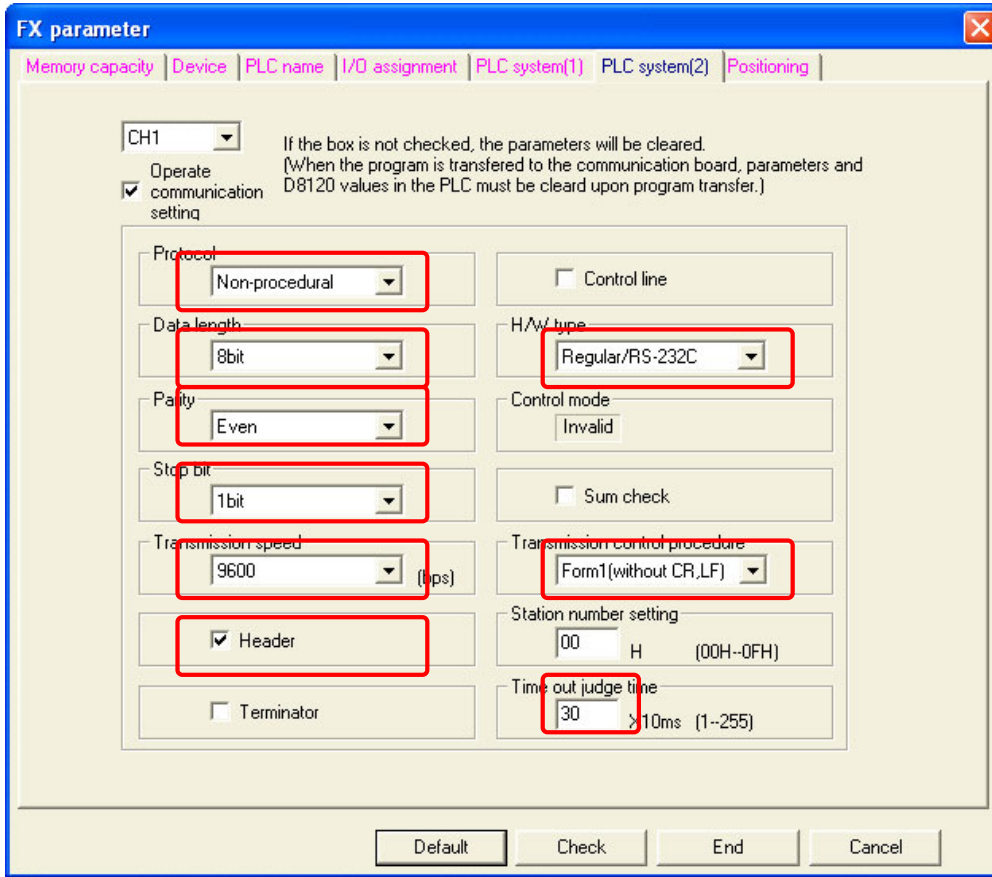 FX parameter
Memory capacity Device PLC name I/O assignment PLC system(1) PLC system(2) Positioning
CH1
If the box is not checked, the parameters will be cleared.
(When the program is transfered to the communication board, parameters and
D8120 values in the PLC must be cleard upon program transfer.)
Operate
communication
setting
Protocol
Non-procedural
Control line
Data length
8bit
H/W type
Regular/RS-232C
Parity
Even
Control mode
Invalid
Stop bit
1bit
Sum check
Transmission speed
9600 (bps)
Transmission control procedure
Form1(without CR,LF)
Header
Station number setting
00 H (00H--0FH)
Terminator
Time out judge time
30 X10ms (1--255)
Default Check End Cancel